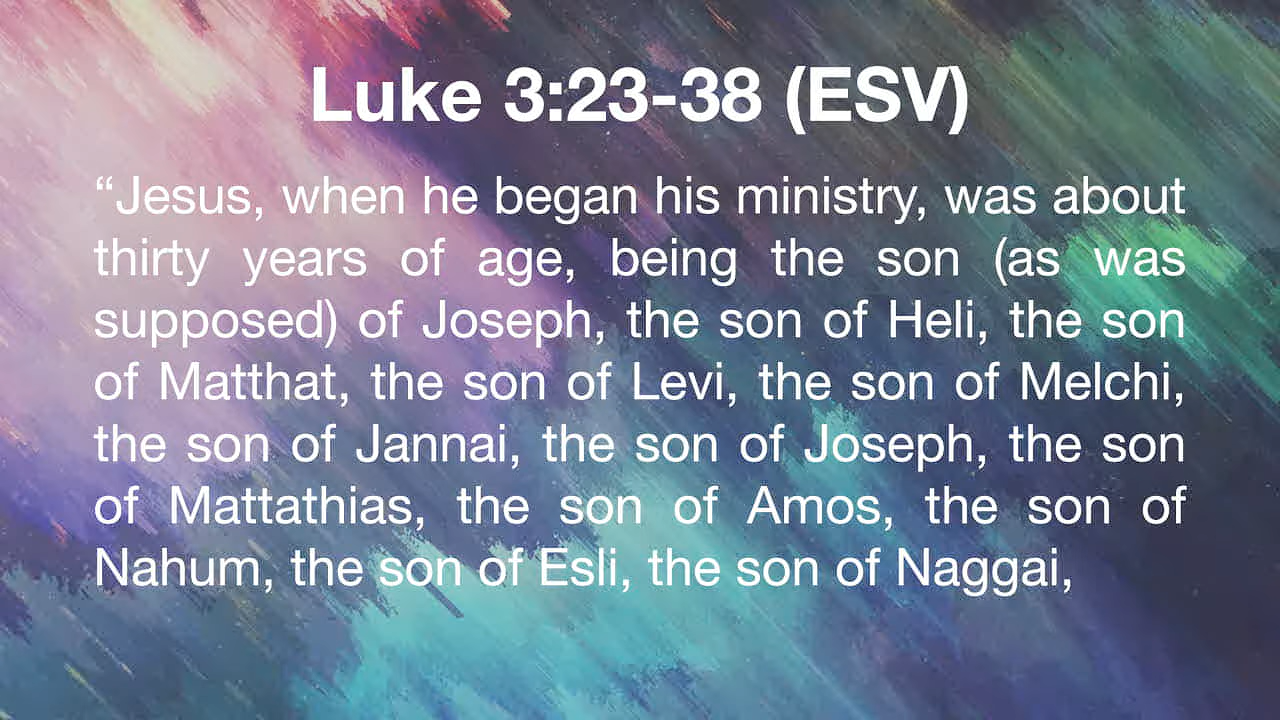 Luke 3:23-38 (ESV)
“Jesus, when he began his ministry, was about
thirty years of age, being the son (as was
supposed) of Joseph, the son of Heli, the son
of Matthat, the son of Levi, the son of Melchi,
the son of Jannai, the son of Joseph, the son
of Mattathias, the son of Amos, the son of
Nahum, the son of Esli, the son of Naggai,